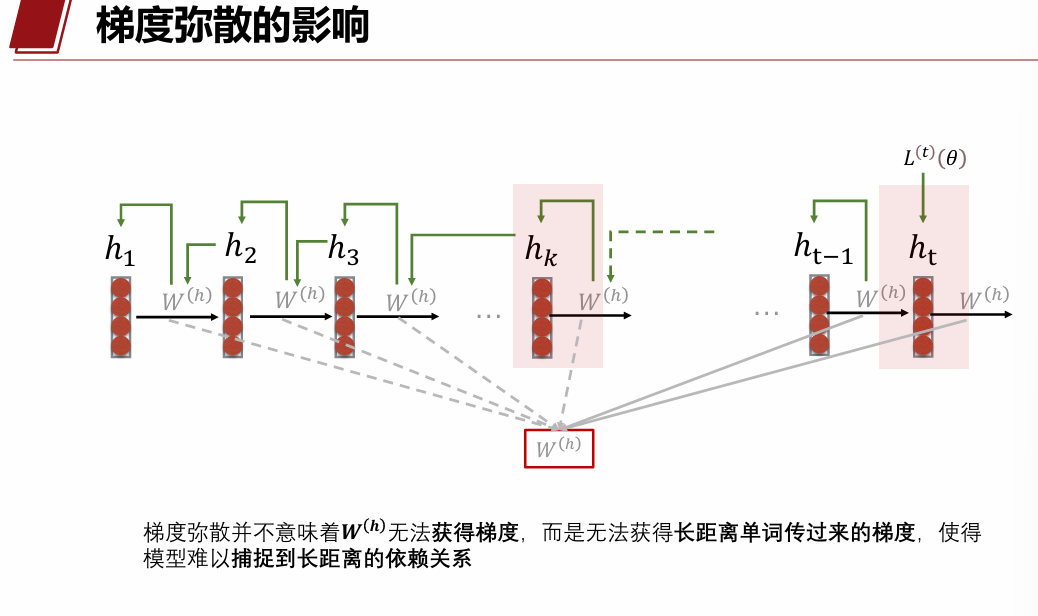 梯度弥散的影响
L^(t)(θ)
h_1 h_2 h_3 h_k h_{t−1} h_t
W^(h) W^(h) W^(h) ... W^(h) ... W^(h) W^(h)
W^(h)
梯度弥散并不意味着W^(h)无法获得梯度，而是无法获得长距离单词传过来的梯度，使得
模型难以捕捉到长距离的依赖关系